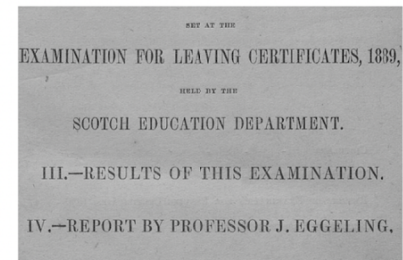 SET AT THE
EXAMINATION FOR LEAVING CERTIFICATES, 1889,
HELD BY THE
SCOTCH EDUCATION DEPARTMENT.
III.—RESULTS OF THIS EXAMINATION.
IV.—REPORT BY PROFESSOR J. EGGELING,